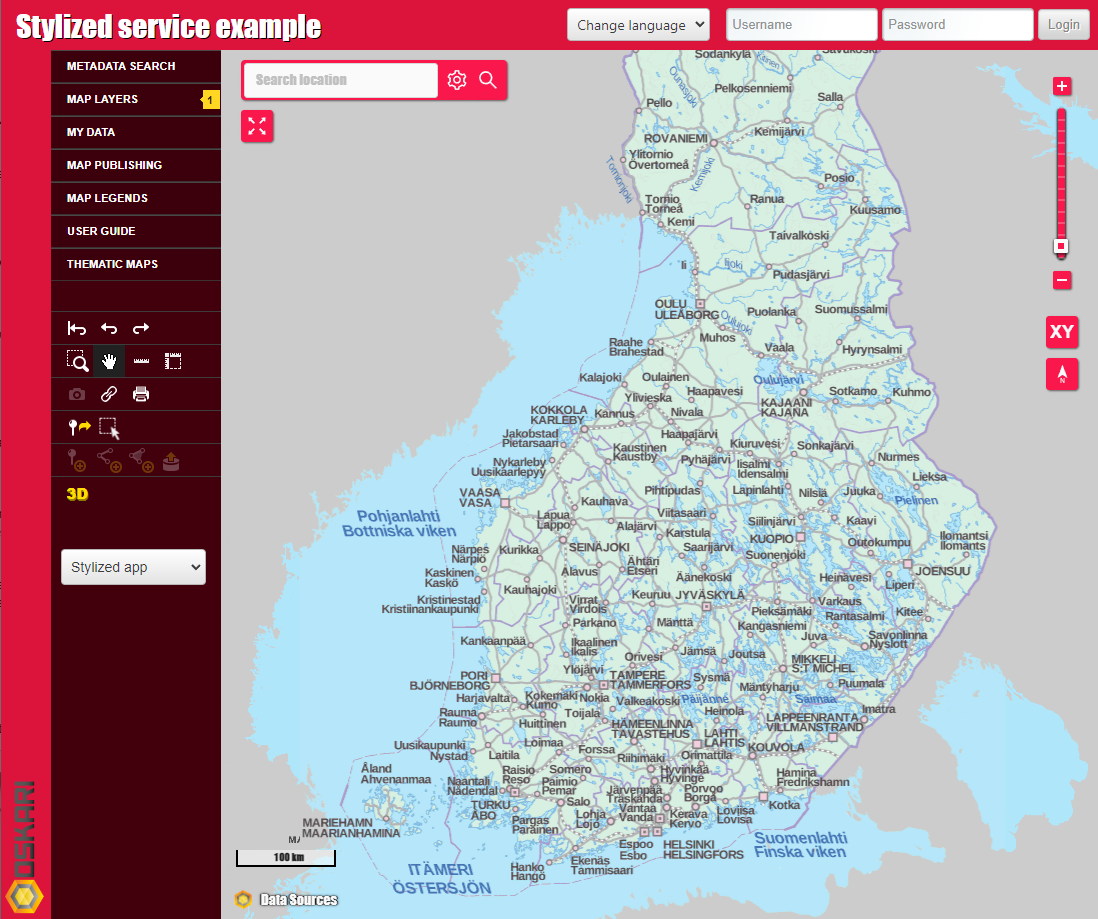 Stylized service example
Change language
Username
Password
Login
METADATA SEARCH
MAP LAYERS
1
MY DATA
MAP PUBLISHING
MAP LEGENDS
USER GUIDE
THEMATIC MAPS
3D
Stylized app
OSKARI
Search location
XY
N
Sodankylä
Savukoski
Ounasjoki
Pelkosenniemi
Pello
Salla
ROVANIEMI
Kemijärvi
Ylitornio
Övertorneå
Tornionjoki
Kemijoki
Posio
Tornio
Torneå
Ranua
Kuusamo
Kemi
Taivalkoski
Ii
Iijoki
Pudasjärvi
OULU
ULEÅBORG
Oulujoki
Puolanka
Suomussalmi
Muhos
Raahe
Brahestad
Vaala
Hyrynsalmi
Kalajoki
Oulainen
Oulujärvi
Ylivieska
Haapavesi
Sotkamo
Kuhmo
KAJAANI
KAJANA
KOKKOLA
KARLEBY
Kannus
Nivala
Jakobstad
Pietarsaari
Haapajärvi
Kaustinen
Kaustby
Kiuruvesi
Sonkajärvi
Nykarleby
Uusikaarlepyy
Pyhäjärvi
Iisalmi
Idensalmi
Nurmes
Lieksa
VAASA
VASA
Pihtipudas
Lapinlahti
Nilsiä
Juuka
Pielinen
Kauhava
Pohjanlahti
Bottniska viken
Lapua
Lappo
Viitasaari
Siilinjärvi
Kaavi
Alajärvi
Karstula
KUOPIO
Outokumpu
Ilomantsi
Ilomants
Närpes
Närpiö
Kurikka
SEINÄJOKI
Saarijärvi
Suonenjoki
Kaskinen
Kaskö
Alavus
Ähtäri
Etseri
Äänekoski
Heinävesi
JOENSUU
Liperi
Kauhajoki
Kristinestad
Kristiinankaupunki
Virrat
Virdois
Keuruu
JYVÄSKYLÄ
Varkaus
Pieksämäki
Rantasalmi
Kitee
Parkano
Mänttä
Kangasniemi
Kankaanpää
Ikaalinen
Ikalis
Juva
Savonlinna
Nyslott
Orivesi
Jämsä
Joutsa
MIKKELI
S:T MICHEL
Ylöjärvi
PORI
BJÖRNEBORG
TAMPERE
TAMMERFORS
Sysmä
Mäntyharju
Puumala
Harjavalta
Kokemäki
Kumo
Nokia
Valkeakoski
Päijänne
Saimaa
Imatra
Rauma
Raumo
Toijala
Heinola
Huittinen
HÄMEENLINNA
TAVASTEHUS
LAPPEENRANTA
VILLMANSTRAND
Uusikaupunki
Nystad
Loimaa
LAHTI
LAHTIS
KOUVOLA
Laitila
Forssa
Riihimäki
Orimattila
Åland
Ahvenanmaa
Raisio
Reso
Somero
Hyvinkää
Hyvinge
Hamina
Fredrikshamn
Naantali
Nådendal
Paimio
Pemar
Järvenpää
Träskända
Porvoo
Borgå
TURKU
ÅBO
Salo
Kotka
Loviisa
Lovisa
Vantaa
Vanda
Kerava
Kervo
Lohja
Lojo
MARIEHAMN
MAARIANHAMINA
Pargas
Parainen
Espoo
Esbo
HELSINKI
HELSINGFORS
Suomenlahti
Finska viken
Hanko
Hangö
Ekenäs
Tammisaari
ITÄMERI
ÖSTERSJÖN
100 km
Data Sources